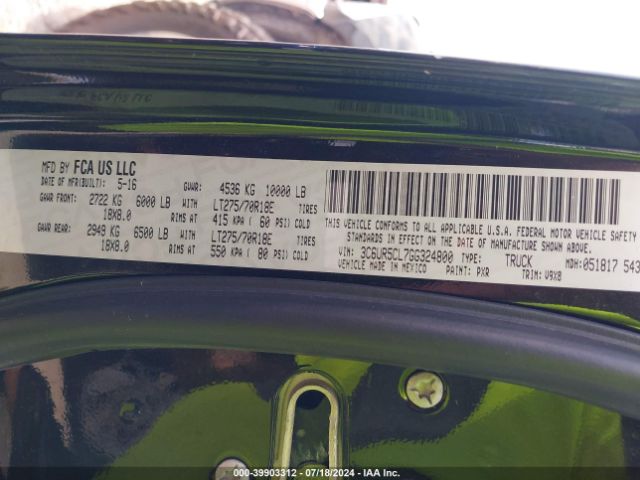 MFD BY FCA US LLC
DATE OF MFR(BUILT): 5-16 GVWR: 4536 KG 10000 LB
GAWR FRONT: 2722 KG 6000 LB WITH LT275/70R18E TIRES
18X8.0 RIMS AT 415 KPA ( 60 PSI) COLD
GAWR REAR: 2949 KG 6500 LB WITH LT275/70R18E TIRES
18X8.0 RIMS AT 550 KPA ( 80 PSI) COLD
THIS VEHICLE CONFORMS TO ALL APPLICABLE U.S.A. FEDERAL MOTOR VEHICLE SAFETY
STANDARDS IN EFFECT ON THE DATE OF MANUFACTURE SHOWN ABOVE.
VIN: 3C6UR5CL7GG324800 TYPE: TRUCK MDH: 051817 543
VEHICLE MADE IN MEXICO PAINT: PXR TRIM: V9X8
000-39903312 07/18/2024 - IAA Inc.